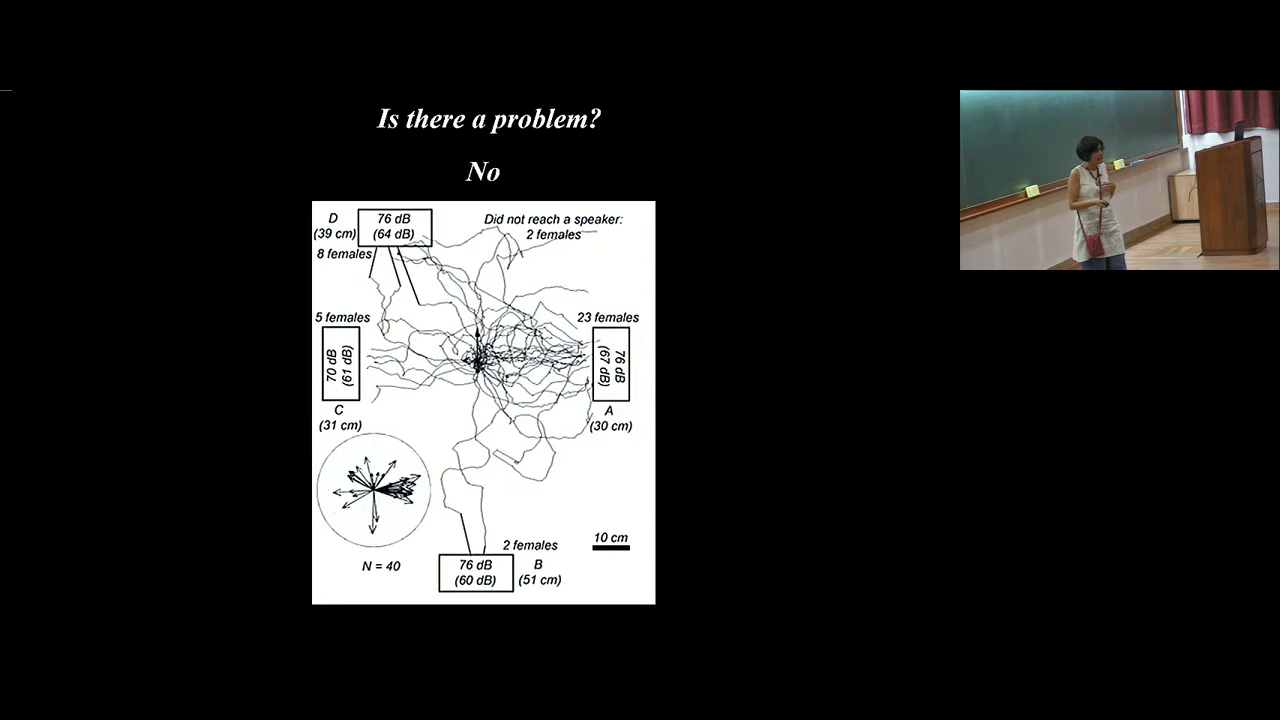 Is there a problem?
No
D
(39 cm)
76 dB
(64 dB)
8 females
Did not reach a speaker:
2 females
5 females
70 dB
(61 dB)
C
(31 cm)
23 females
76 dB
(67 dB)
A
(30 cm)
N = 40
10 cm
2 females
76 dB
(60 dB)
B
(51 cm)